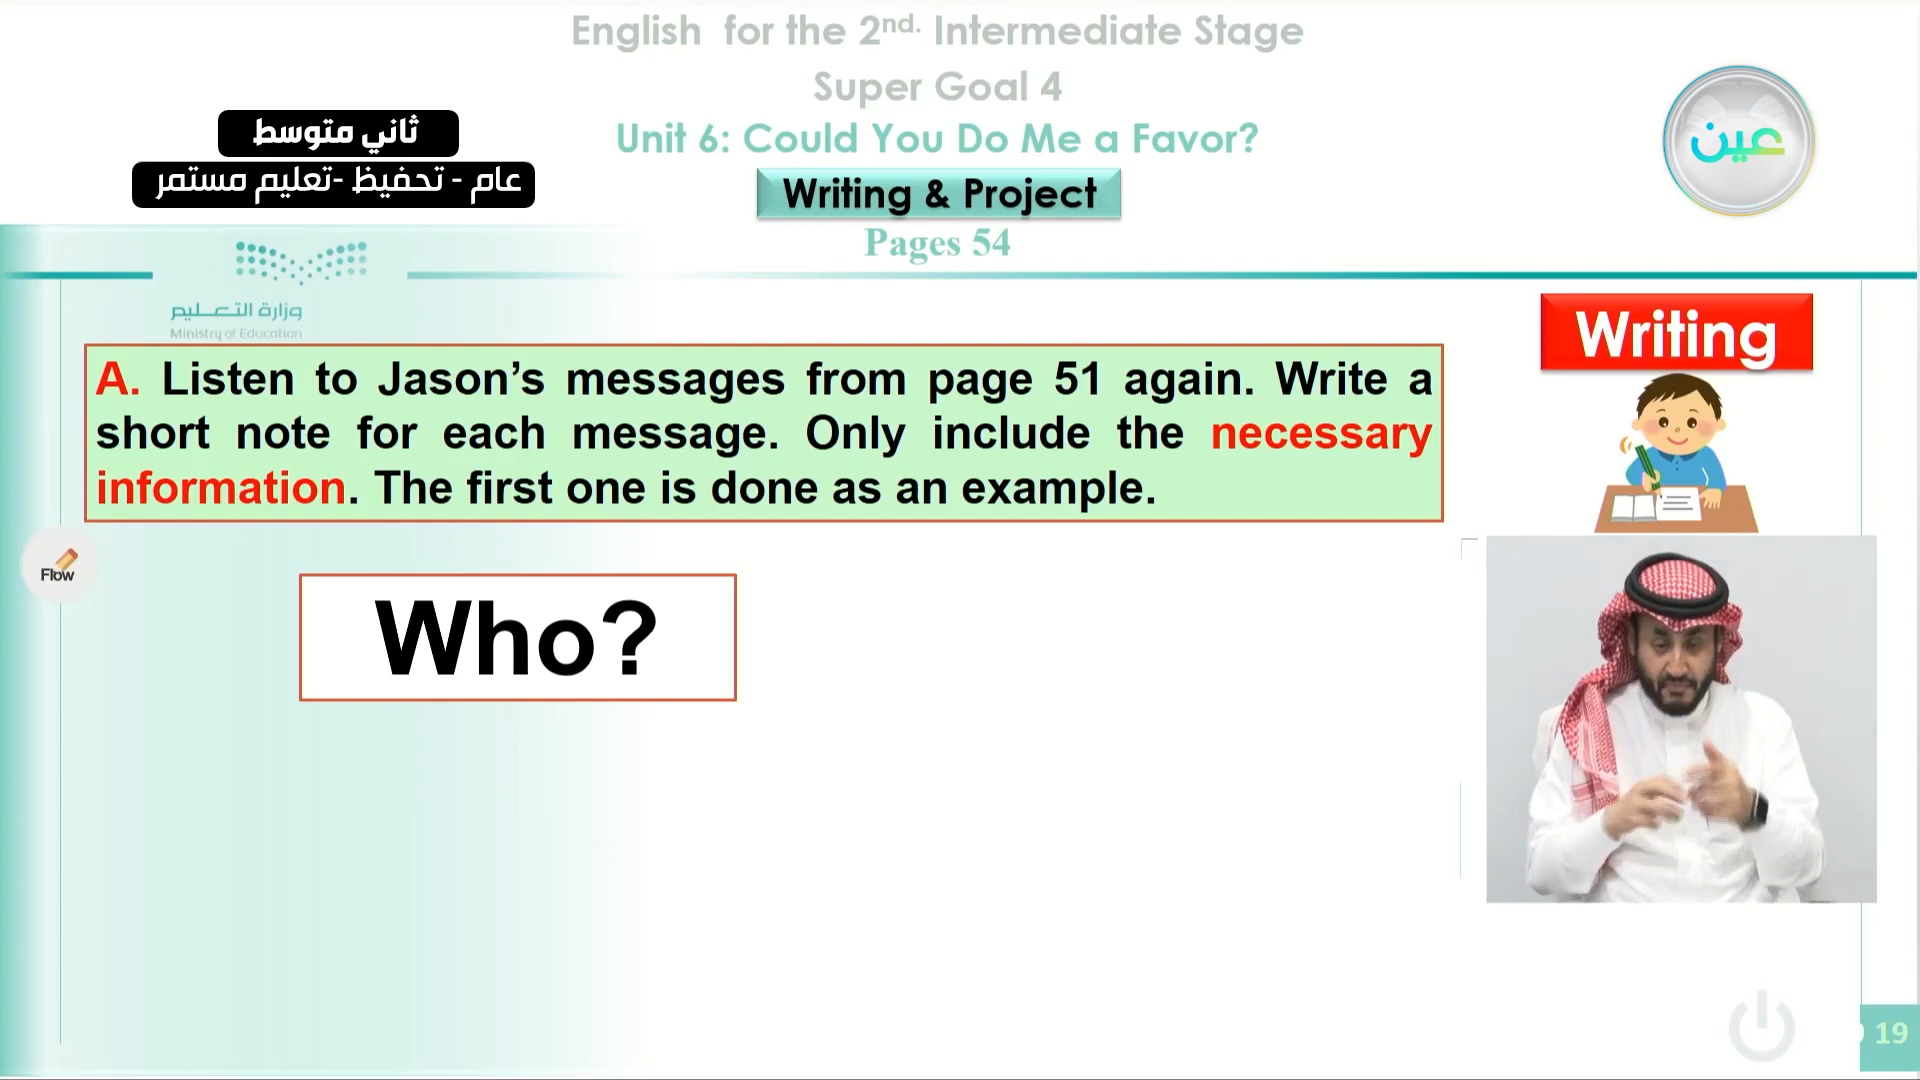 English for the 2nd. Intermediate Stage
Super Goal 4
Unit 6: Could You Do Me a Favor?
Writing & Project
Pages 54
ثاني متوسط
عام - تحفيظ -تعليم مستمر
عين
وزارة التعليم
Ministry of Education
Writing
A. Listen to Jason’s messages from page 51 again. Write a
short note for each message. Only include the necessary
information. The first one is done as an example.
Flow
Who?
19